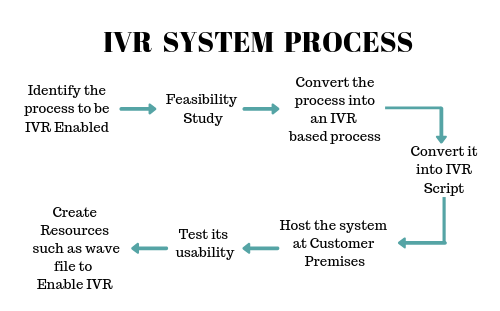 IVR SYSTEM PROCESS
Identify the
process to be
IVR Enabled
Feasibility
Study
Convert the
process into
an IVR
based process
Convert it
into IVR
Script
Host the system
at Customer
Premises
Test its
usability
Create
Resources
such as wave
file to
Enable IVR